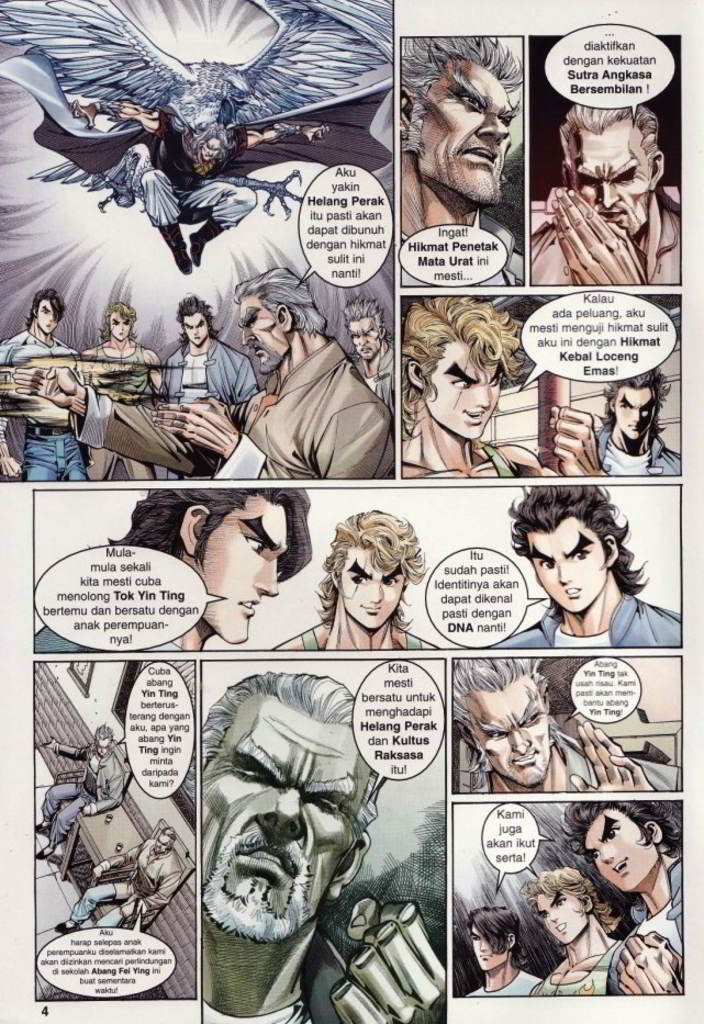 Aku
yakin
Helang Perak
itu pasti akan
dapat dibunuh
dengan hikmat
sulit ini
nanti!
Ingat!
Hikmat Penetak
Mata Urat ini
mesti...
...
diaktifkan
dengan kekuatan
Sutra Angkasa
Bersembilan !
Kalau
ada peluang, aku
mesti menguji hikmat sulit
aku ini dengan Hikmat
Kebal Loceng
Emas!
Mula-
mula sekali
kita mesti cuba
menolong Tok Yin Ting
bertemu dan bersatu dengan
anak perempuan-
nya!
Itu
sudah pasti!
Identitinya akan
dapat dikenal
pasti dengan
DNA nanti!
Cuba
abang
Yin Ting
berterus-
terang dengan
aku, apa yang
abang Yin
Ting ingin
minta
daripada
kami?
Aku
harap selepas anak
perempuanku diselamatkan kami
akan diizinkan mencari perlindungan
di sekolah Abang Fei Ying ini
buat sementara
waktu!
Kita
mesti
bersatu untuk
menghadapi
Helang Perak
dan Kultus
Raksasa
itu!
Abang
Yin Ting tak
usah risau. Kami
pasti akan mem-
bantu abang
Yin Ting!
Kami
juga
akan ikut
serta!
4